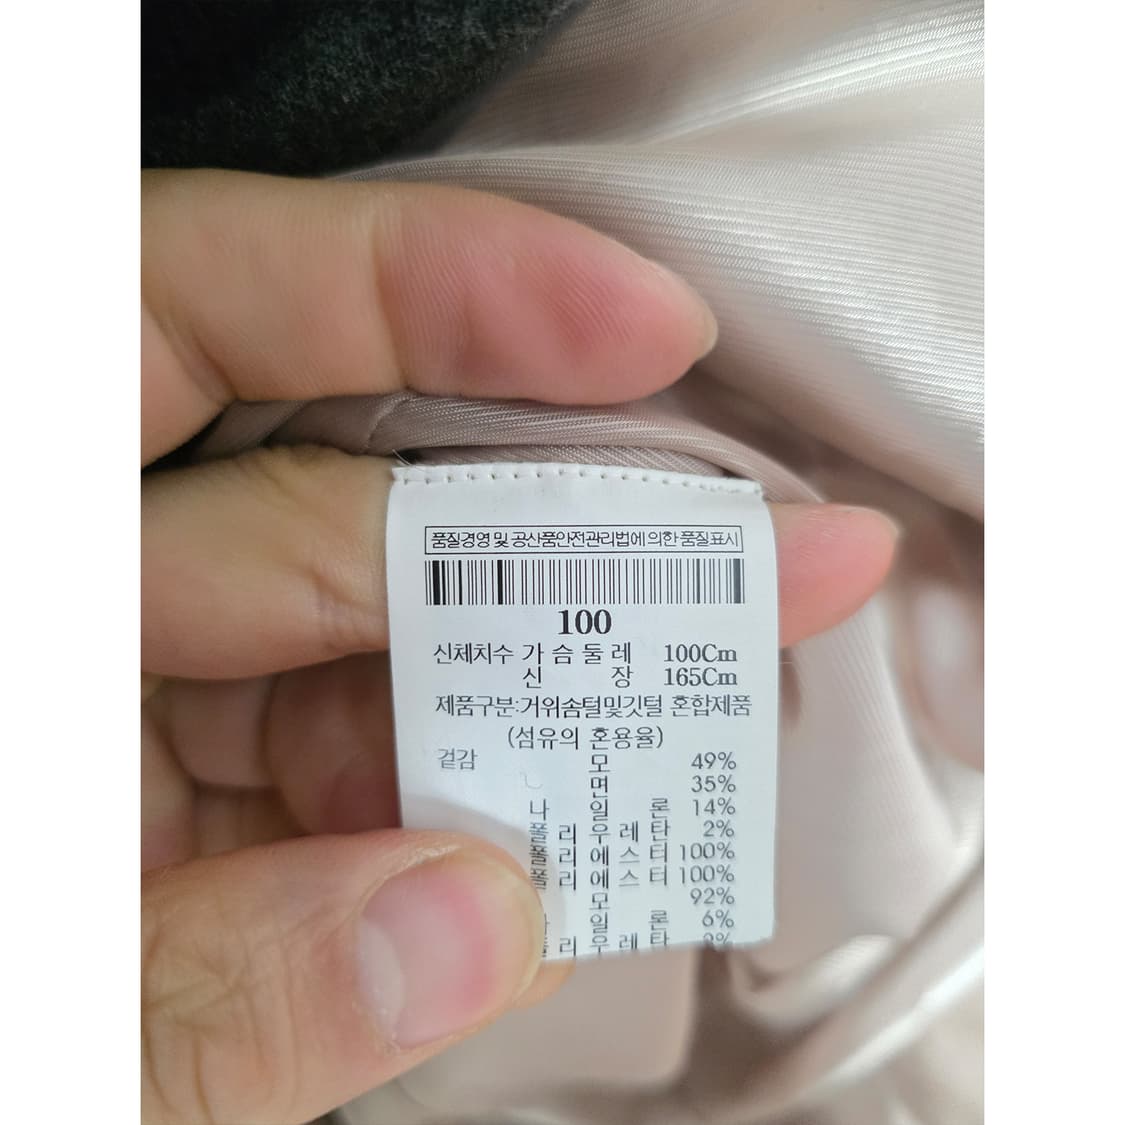 품질경영 및 공산품안전관리법에 의한 품질표시
100
신체치수 가 슴 둘 레 100Cm
신 장 165Cm
제품구분:거위솜털및깃털 혼합제품
(섬유의 혼용율)
겉감 모 49%
면 35%
나 일 론 14%
폴 리 우 레 탄 2%
폴 리 에 스 터 100%
폴 리 에 스 터 100%
모 92%
일 론 6%
리 우 레 탄